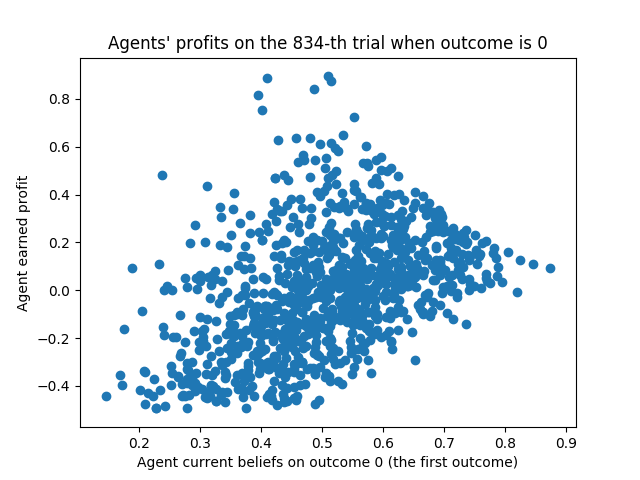 Agents' profits on the 834-th trial when outcome is 0
0.8
0.6
0.4
0.2
0.0
−0.2
−0.4
Agent earned profit
0.2 0.3 0.4 0.5 0.6 0.7 0.8 0.9
Agent current beliefs on outcome 0 (the first outcome)